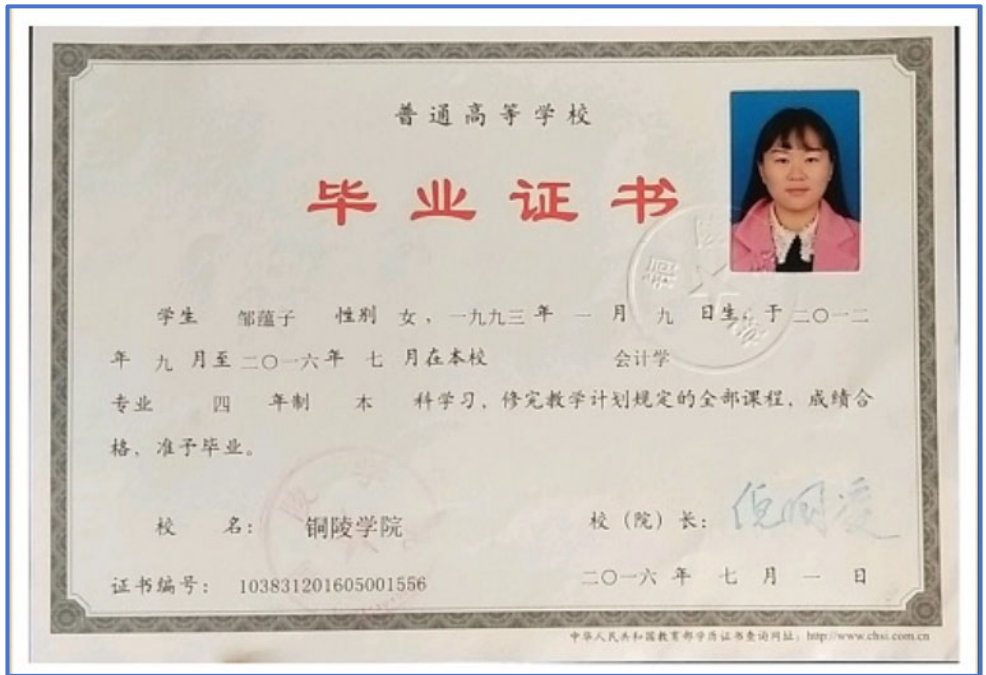 普通高等学校
毕业证书
学生 邹蕴子 性别 女，一九九三年 一 月 九 日生，于二〇一二
年 九 月至二〇一六年 七 月在本校 会计学
专业 四 年制 本 科学习，修完教学计划规定的全部课程，成绩合
格，准予毕业。
校 名： 铜陵学院 校（院）长： 倪国爱
证书编号： 103831201605001556 二〇一六 年 七 月 一 日
中华人民共和国教育部学历证书查询网址：http://www.chsi.com.cn